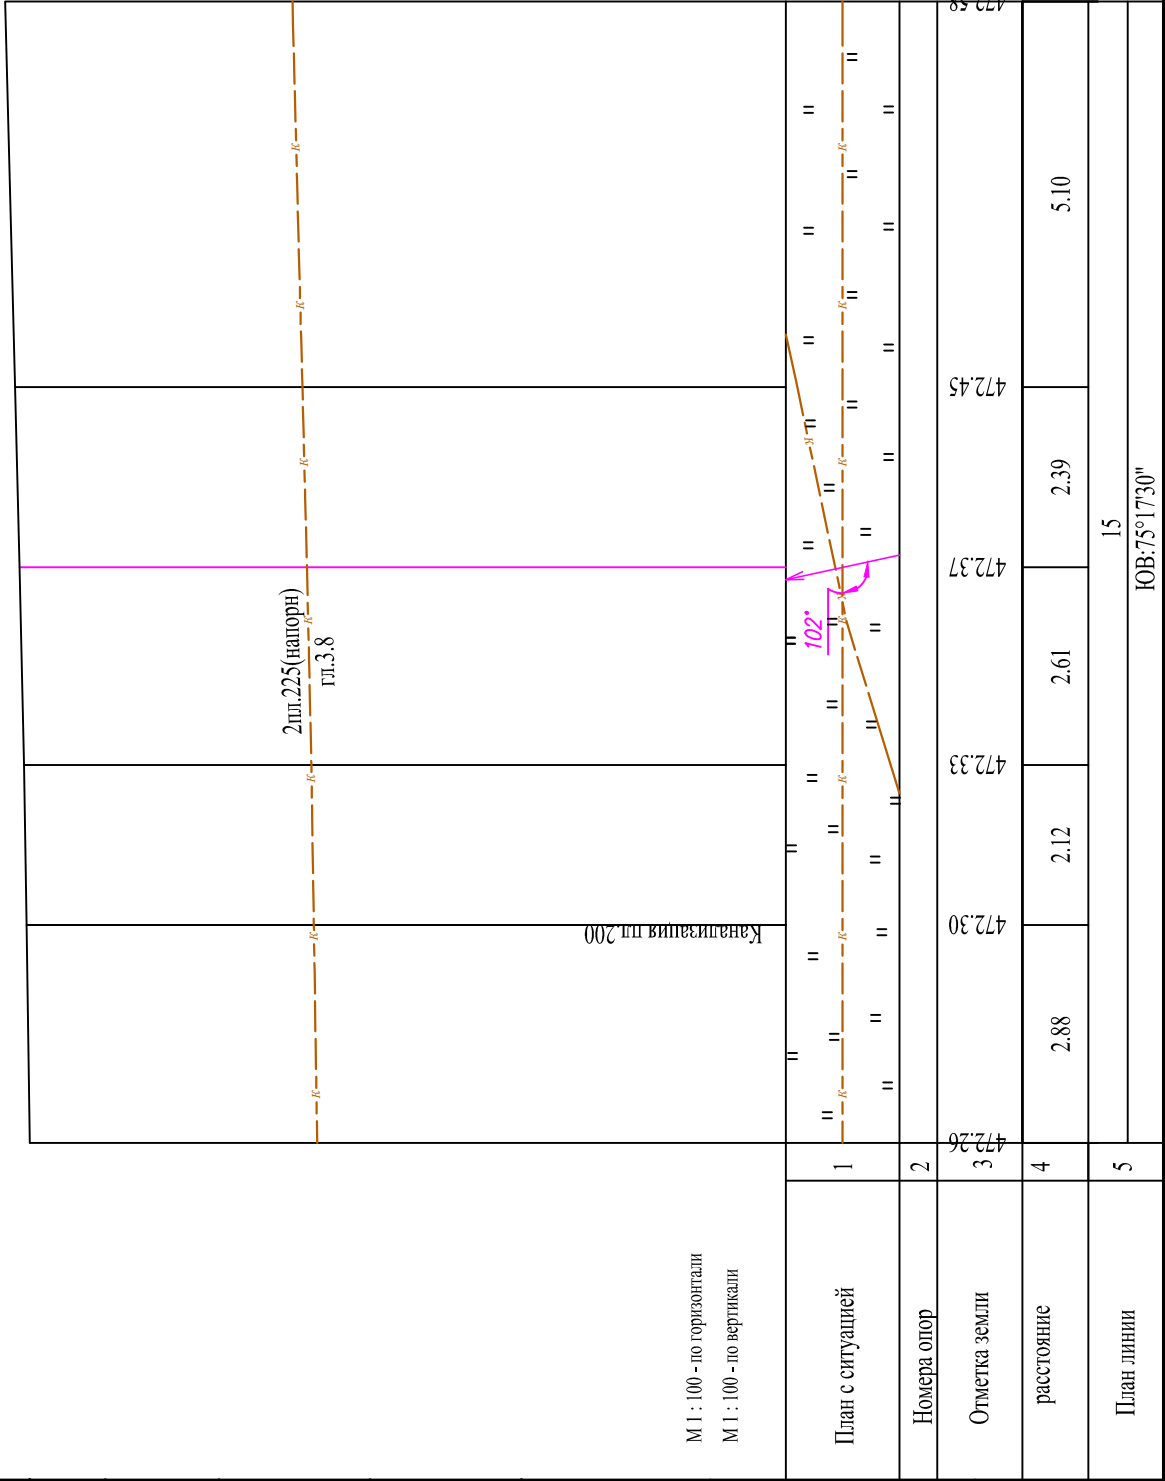 2пл.225(напорн)
гл.3.8
Канализация пл.200
М 1 : 100 - по горизонтали
М 1 : 100 - по вертикали
План с ситуацией
1
102°
к к к к к к к к
к к к к к к к к к к
Номера опор
2
Отметка земли
3
472.26
472.30
472.33
472.37
472.45
472.58
расстояние
4
2.88
2.12
2.61
2.39
5.10
План линии
5
15
ЮВ:75°17'30"